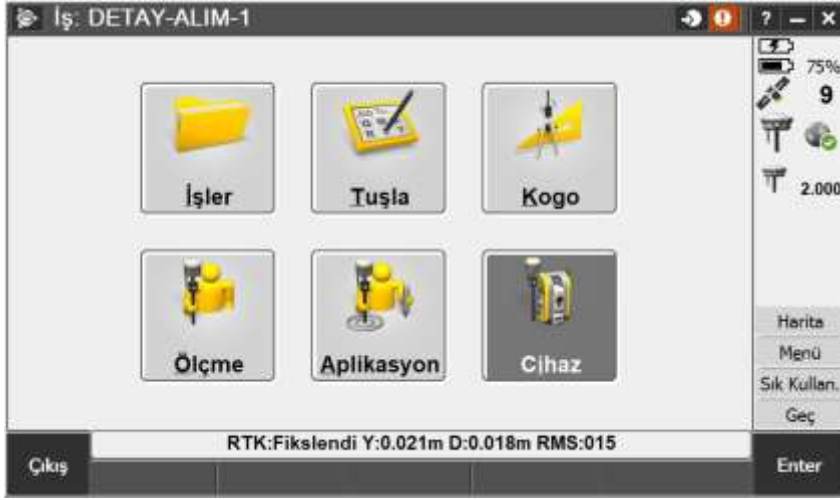 İş: DETAY-ALIM-1
?
75%
9
2.000
İşler
Tuşla
Kogo
Ölçme
Aplikasyon
Cihaz
Harita
Menü
Sık Kullan.
Geç
RTK:Fikslendi Y:0.021m D:0.018m RMS:015
Çıkış
Enter